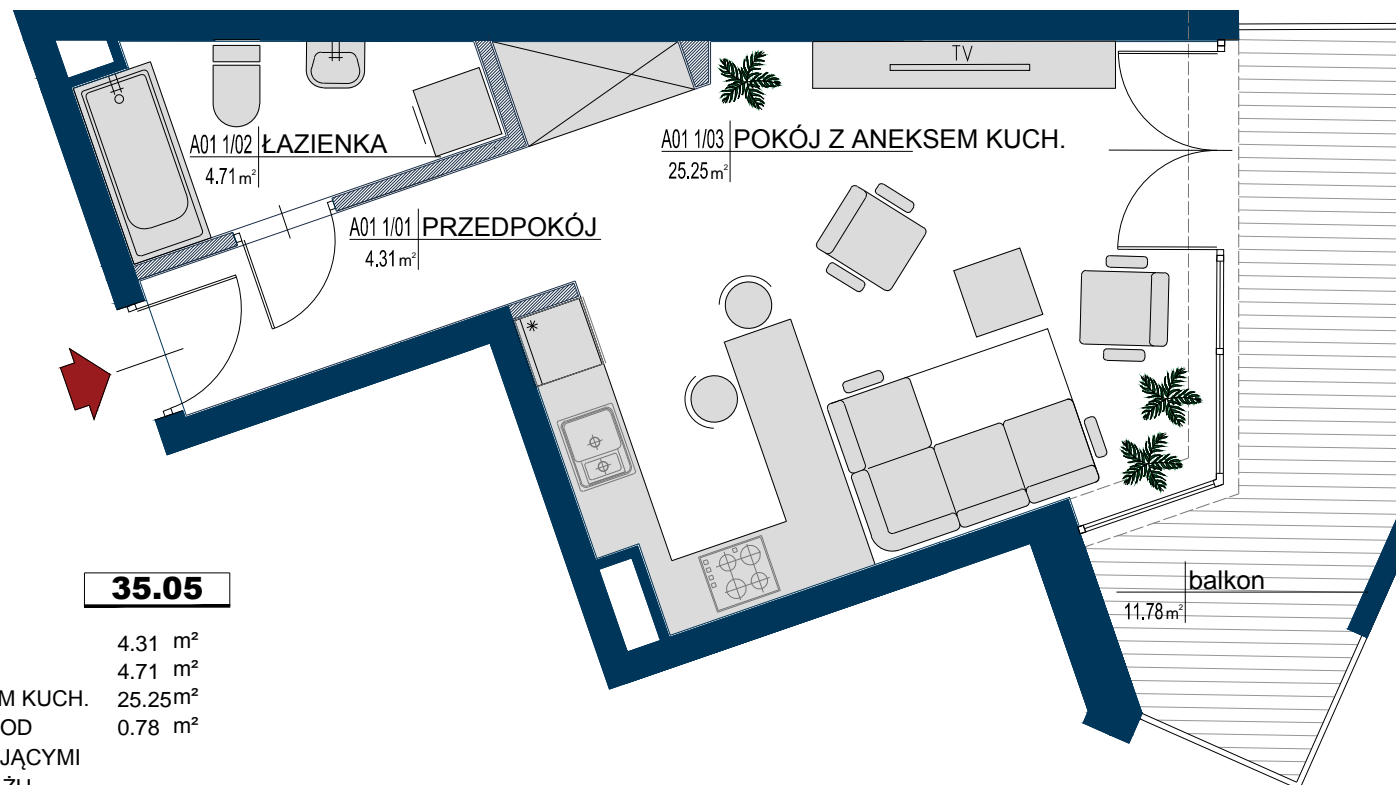 TV
A01 1/02 ŁAZIENKA
4.71 m²
A01 1/03 POKÓJ Z ANEKSEM KUCH.
25.25 m²
A01 1/01 PRZEDPOKÓJ
4.31 m²
balkon
11.78 m²
35.05
4.31 m²
4.71 m²
M KUCH. 25.25 m²
OD 0.78 m²
JĄCYMI